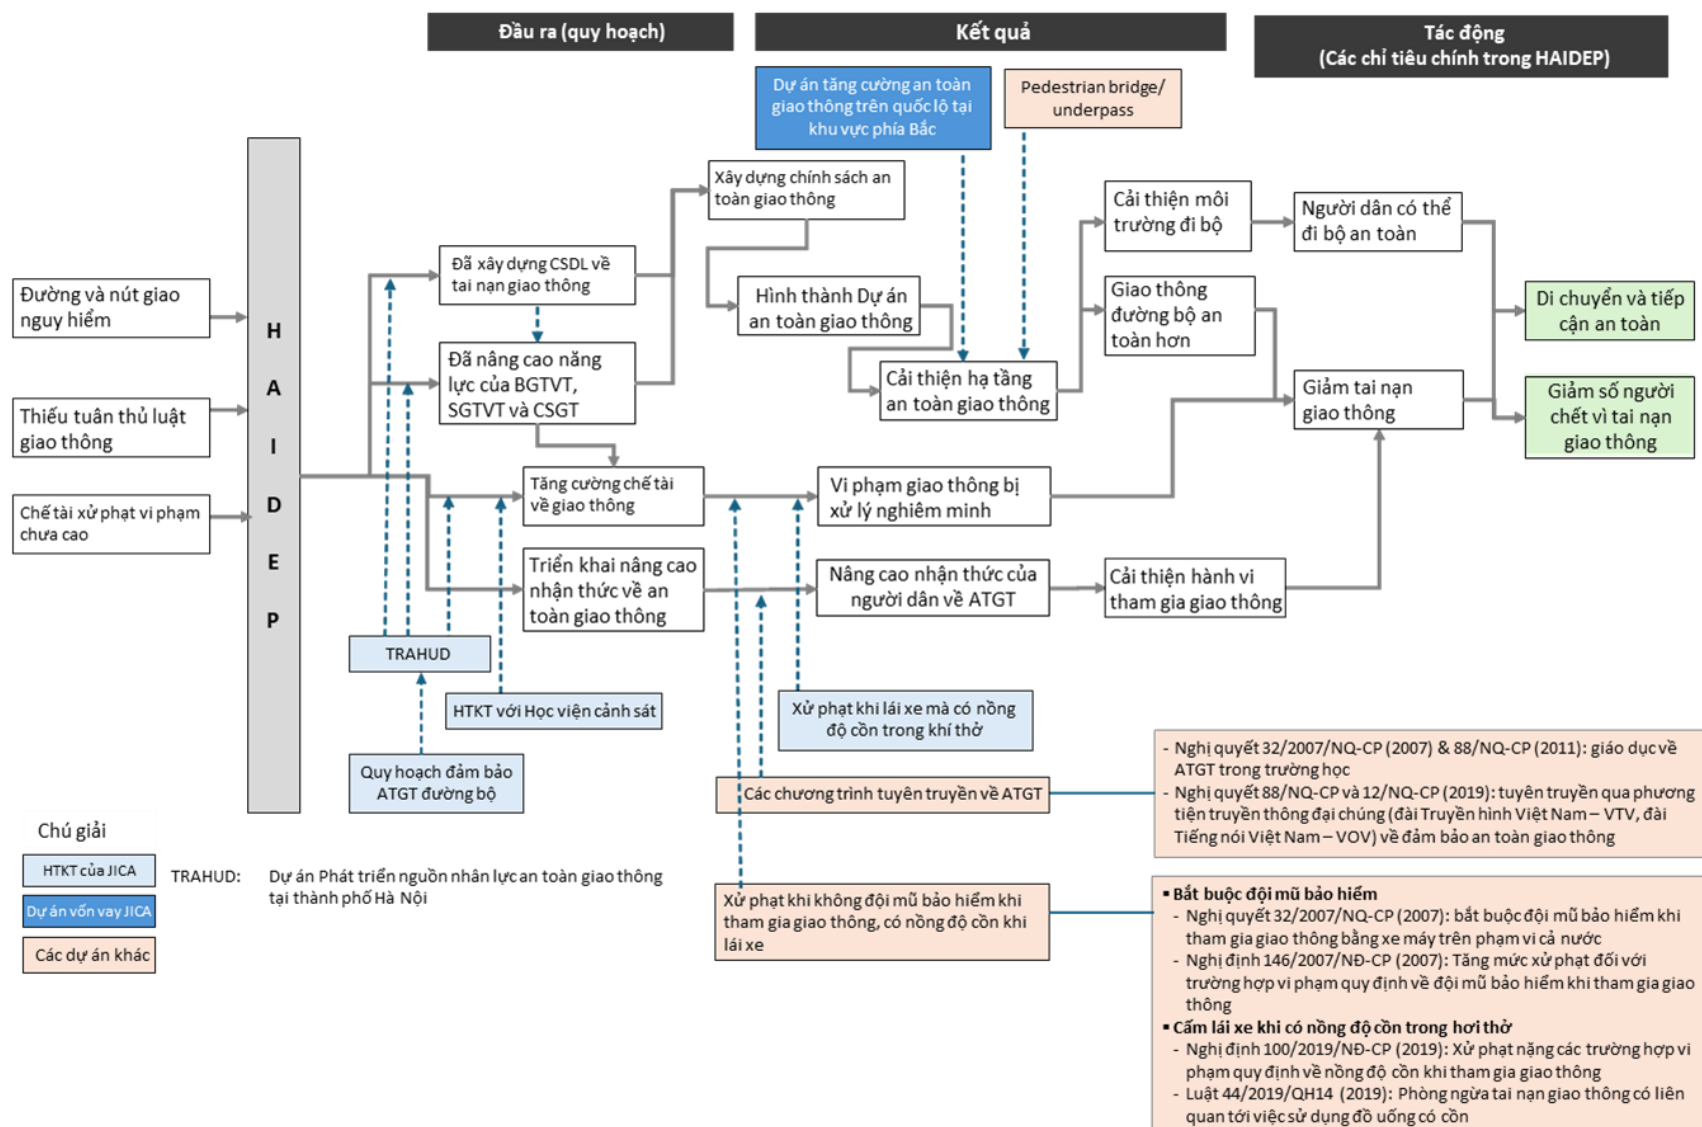 Đầu ra (quy hoạch)
Kết quả
Tác động
(Các chỉ tiêu chính trong HAIDEP)
Dự án tăng cường an toàn
giao thông trên quốc lộ tại
khu vực phía Bắc
Pedestrian bridge/
underpass
Xây dựng chính sách an
toàn giao thông
Cải thiện môi
trường đi bộ
Người dân có thể
đi bộ an toàn
Đã xây dựng CSDL về
tai nạn giao thông
Đường và nút giao
nguy hiểm
Hình thành Dự án
an toàn giao thông
Giao thông
đường bộ an
toàn hơn
Di chuyển và tiếp
cận an toàn
H
A
I
D
E
P
Đã nâng cao năng
lực của BGTVT,
SGTVT và CSGT
Cải thiện hạ tầng
an toàn giao thông
Giảm tai nạn
giao thông
Giảm số người
chết vì tai nạn
giao thông
Thiếu tuân thủ luật
giao thông
Tăng cường chế tài
về giao thông
Vi phạm giao thông bị
xử lý nghiêm minh
Chế tài xử phạt vi phạm
chưa cao
Triển khai nâng cao
nhận thức về an
toàn giao thông
Nâng cao nhận thức của
người dân về ATGT
Cải thiện hành vi
tham gia giao thông
TRAHUD
HTKT với Học viện cảnh sát
Xử phạt khi lái xe mà có nồng
độ cồn trong khí thở
Quy hoạch đảm bảo
ATGT đường bộ
Các chương trình tuyên truyền về ATGT
- Nghị quyết 32/2007/NQ-CP (2007) & 88/NQ-CP (2011): giáo dục về
ATGT trong trường học
- Nghị quyết 88/NQ-CP và 12/NQ-CP (2019): tuyên truyền qua phương
tiện truyền thông đại chúng (đài Truyền hình Việt Nam – VTV, đài
Tiếng nói Việt Nam – VOV) về đảm bảo an toàn giao thông
Chú giải
HTKT của JICA
Dự án vốn vay JICA
Các dự án khác
TRAHUD: Dự án Phát triển nguồn nhân lực an toàn giao thông
tại thành phố Hà Nội
Xử phạt khi không đội mũ bảo hiểm khi
tham gia giao thông, có nồng độ cồn khi
lái xe
▪ Bắt buộc đội mũ bảo hiểm
- Nghị quyết 32/2007/NQ-CP (2007): bắt buộc đội mũ bảo hiểm khi
tham gia giao thông bằng xe máy trên phạm vi cả nước
- Nghị định 146/2007/NĐ-CP (2007): Tăng mức xử phạt đối với
trường hợp vi phạm quy định về đội mũ bảo hiểm khi tham gia giao
thông
▪ Cấm lái xe khi có nồng độ cồn trong hơi thở
- Nghị định 100/2019/NĐ-CP (2019): Xử phạt nặng các trường hợp vi
phạm quy định về nồng độ cồn khi tham gia giao thông
- Luật 44/2019/QH14 (2019): Phòng ngừa tai nạn giao thông có liên
quan tới việc sử dụng đồ uống có cồn